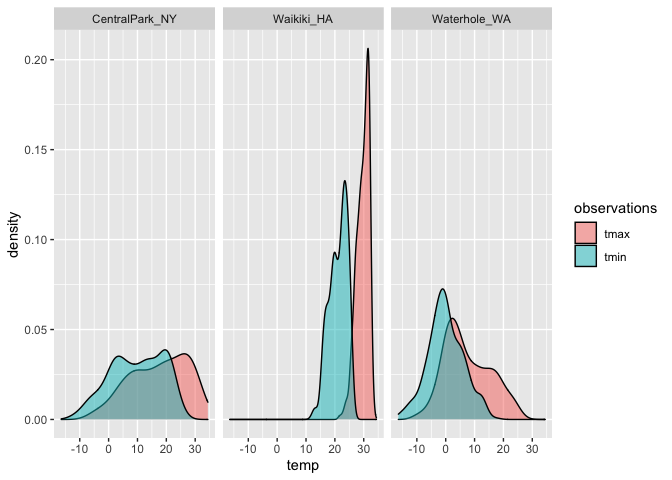 CentralPark_NY Waikiki_HA Waterhole_WA
density
0.20
0.15
0.10
0.05
0.00
-10 0 10 20 30 -10 0 10 20 30 -10 0 10 20 30
temp
observations
tmax
tmin